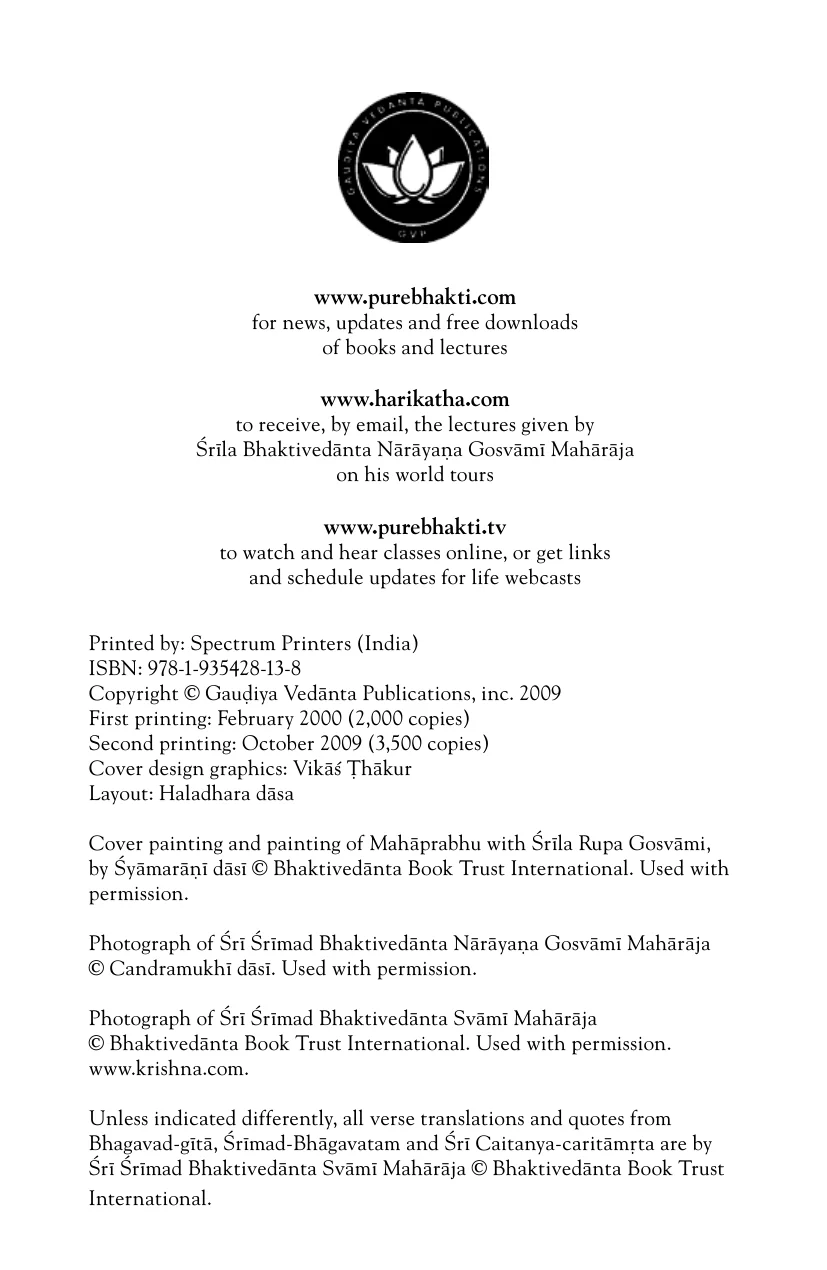 GAUDIYA VEDANTA PUBLICATIONS
GVP
www.purebhakti.com
for news, updates and free downloads
of books and lectures
www.harikatha.com
to receive, by email, the lectures given by
Śrīla Bhaktivedānta Nārāyaṇa Gosvāmī Mahārāja
on his world tours
www.purebhakti.tv
to watch and hear classes online, or get links
and schedule updates for life webcasts
Printed by: Spectrum Printers (India)
ISBN: 978-1-935428-13-8
Copyright © Gauḍiya Vedānta Publications, inc. 2009
First printing: February 2000 (2,000 copies)
Second printing: October 2009 (3,500 copies)
Cover design graphics: Vikāś Ṭhākur
Layout: Haladhara dāsa
Cover painting and painting of Mahāprabhu with Śrīla Rupa Gosvāmi,
by Śyāmarāṇī dāsī © Bhaktivedānta Book Trust International. Used with
permission.
Photograph of Śrī Śrīmad Bhaktivedānta Nārāyaṇa Gosvāmī Mahārāja
© Candramukhī dāsī. Used with permission.
Photograph of Śrī Śrīmad Bhaktivedānta Svāmī Mahārāja
© Bhaktivedānta Book Trust International. Used with permission.
www.krishna.com.
Unless indicated differently, all verse translations and quotes from
Bhagavad-gītā, Śrīmad-Bhāgavatam and Śrī Caitanya-caritāmṛta are by
Śrī Śrīmad Bhaktivedānta Svāmī Mahārāja © Bhaktivedānta Book Trust
International.